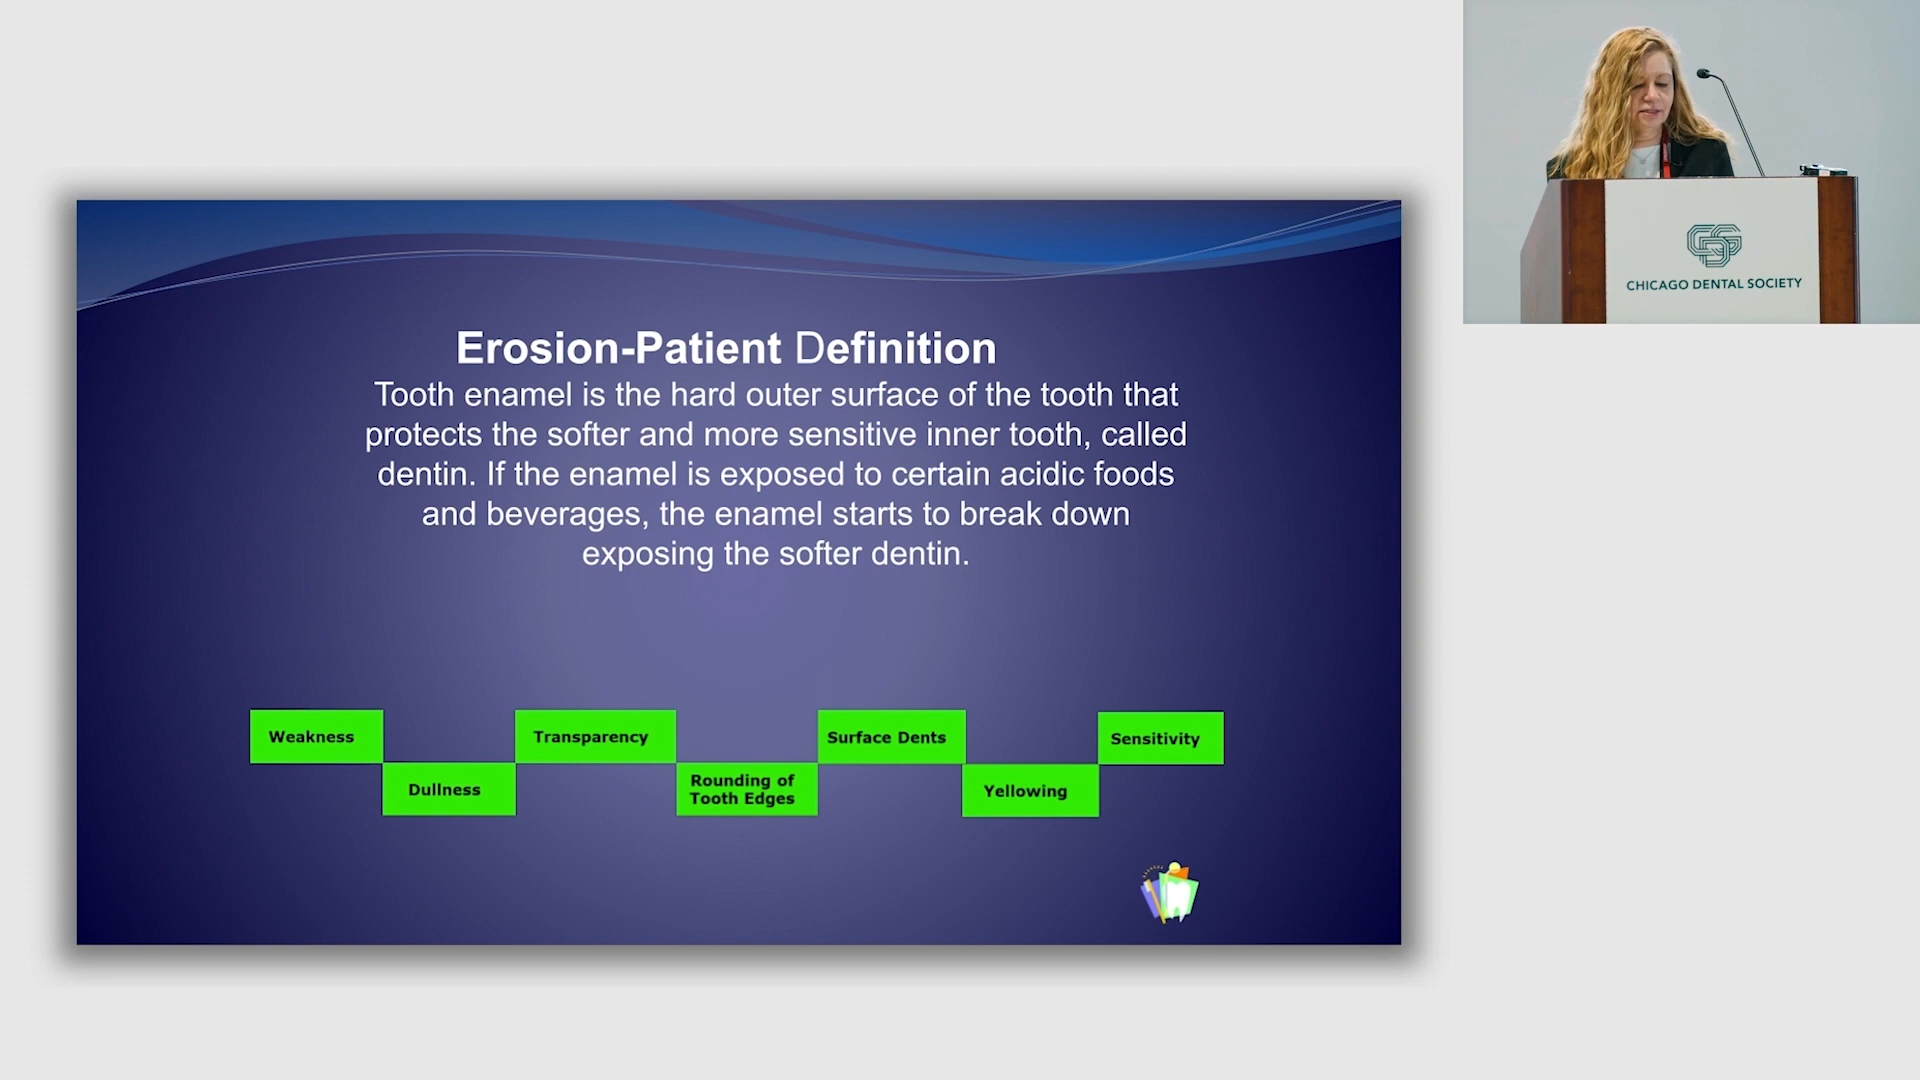 Erosion-Patient Definition
Tooth enamel is the hard outer surface of the tooth that
protects the softer and more sensitive inner tooth, called
dentin. If the enamel is exposed to certain acidic foods
and beverages, the enamel starts to break down
exposing the softer dentin.
Weakness
Dullness
Transparency
Rounding of
Tooth Edges
Surface Dents
Yellowing
Sensitivity
CDS
CHICAGO DENTAL SOCIETY